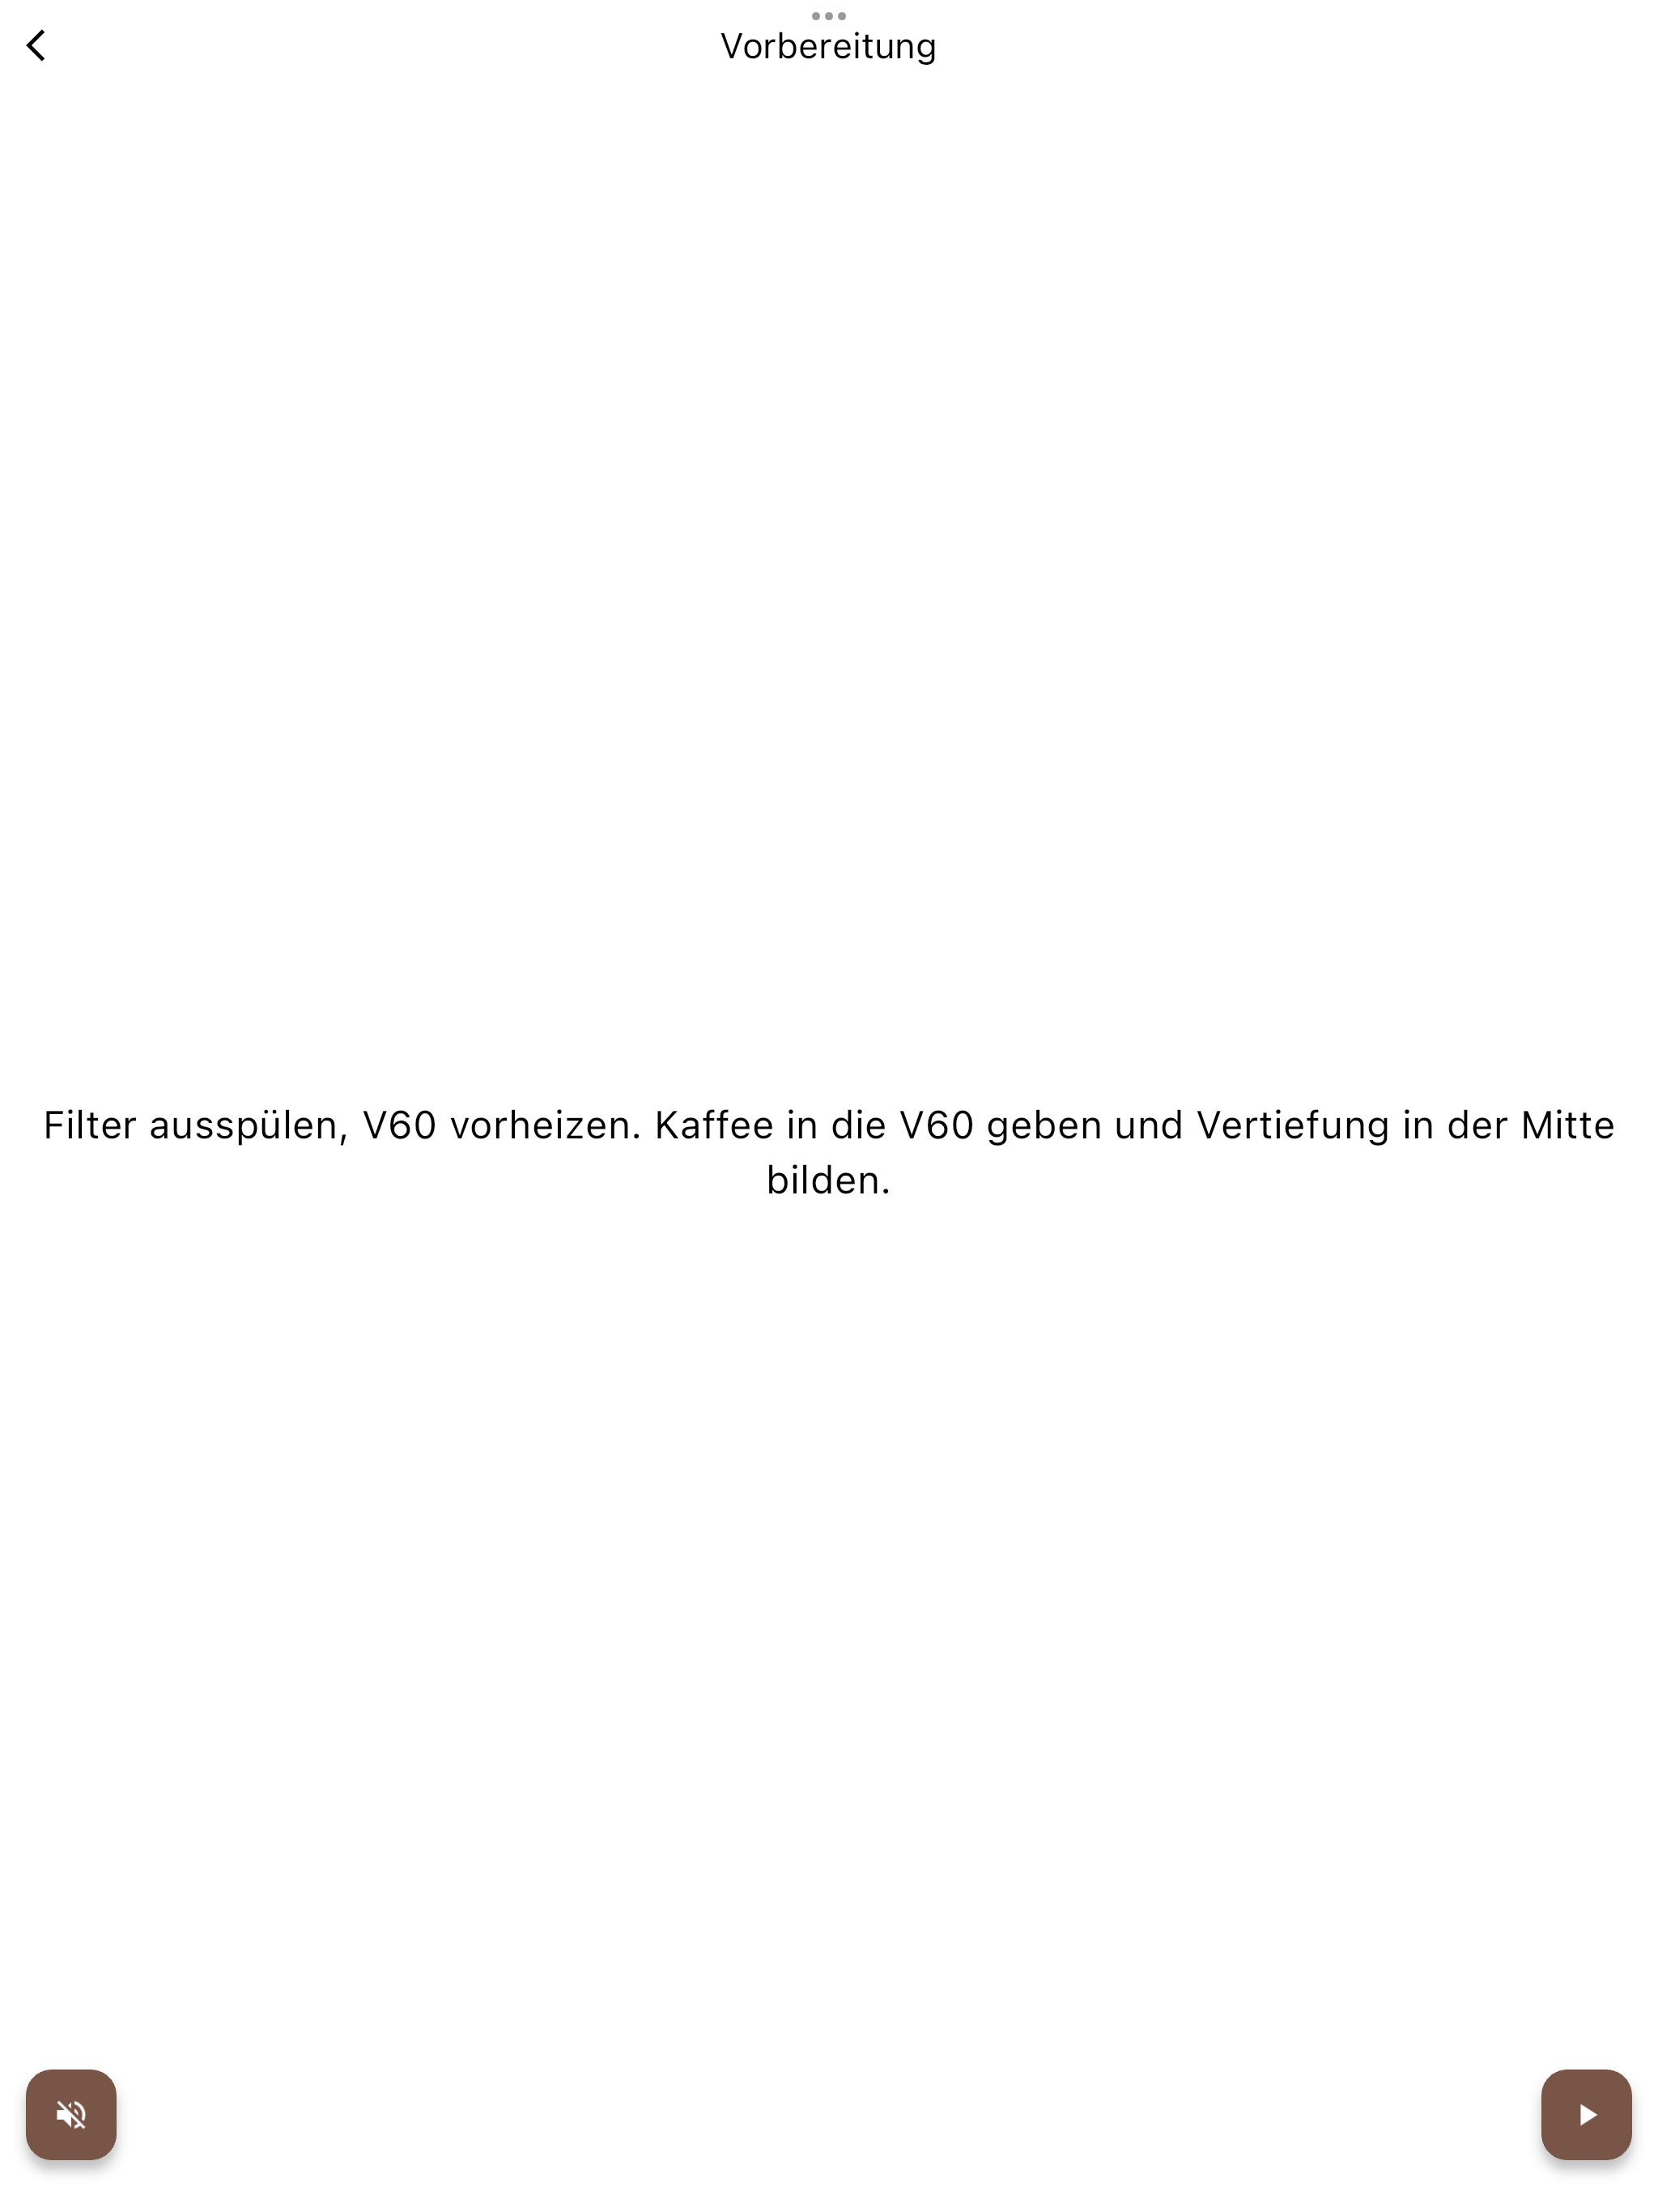 Vorbereitung
Filter ausspülen, V60 vorheizen. Kaffee in die V60 geben und Vertiefung in der Mitte
bilden.